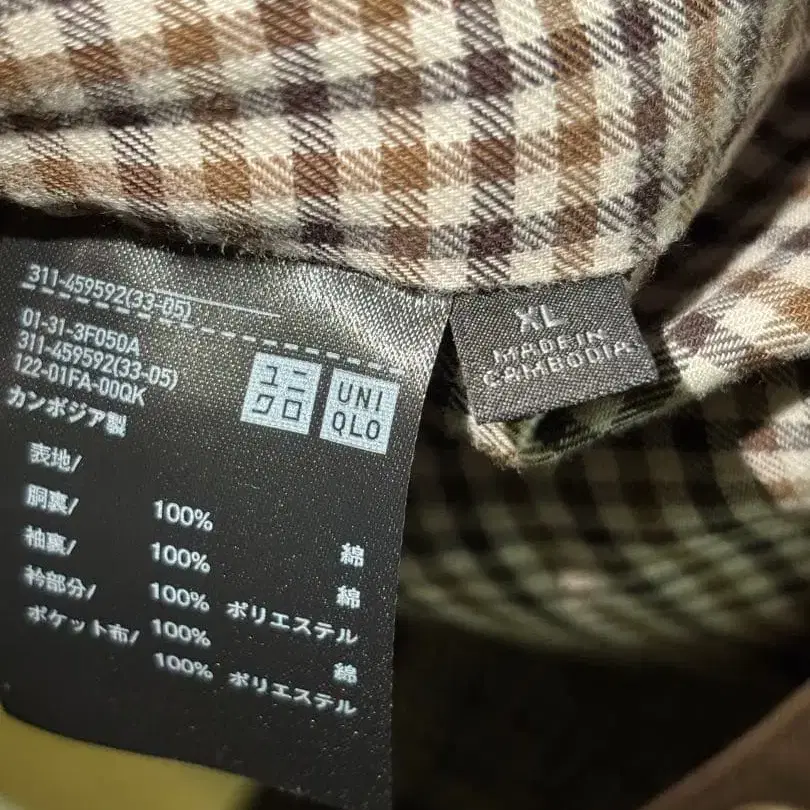 311-459592(33-05)
01-31-3F050A
311-459592(33-05)
122-01FA-00QK
カンボジア製
ユニ
クロ
UNI
QLO
表地/ 100% 綿
胴裏/ 100% 綿
袖裏/ 100% ポリエステル
衿部分/ 100% 綿
ポケット布/ 100% ポリエステル
XL
MADE IN
CAMBODIA